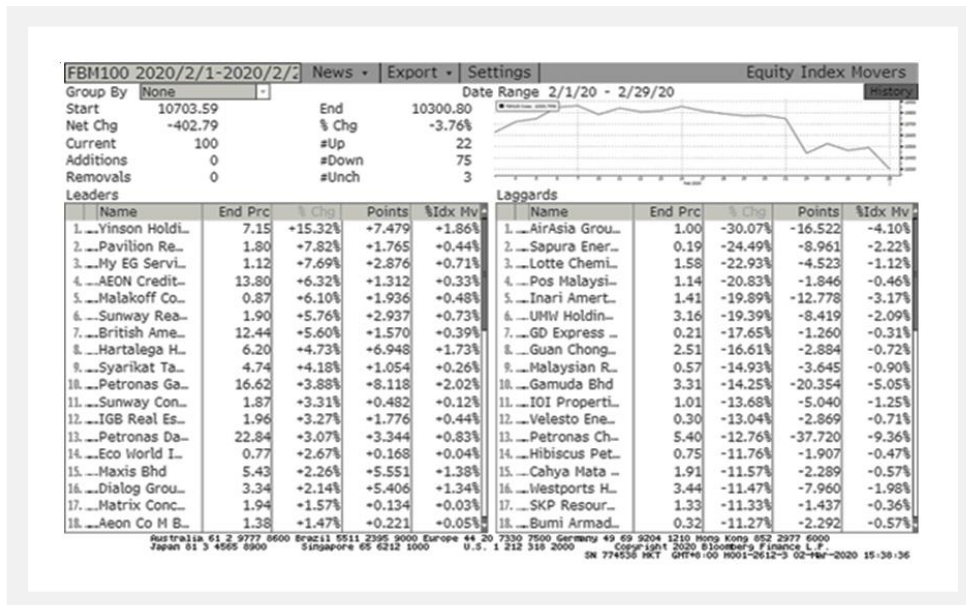 FBM100 2020/2/1-2020/2/2 News Export Settings Equity Index Movers
Group By None Date Range 2/1/20 - 2/29/20 History
Start 10703.59 End 10300.80
Net Chg -402.79 % Chg -3.76%
Current 100 #Up 22
Additions 0 #Down 75
Removals 0 #Unch 3
Leaders Laggards
Name End Prc % Chg Points %Idx Mv Name End Prc % Chg Points %Idx Mv
1. Yinson Holdi… 7.15 +15.32% +7.479 +1.86% 1. AirAsia Grou… 1.00 -30.07% -16.522 -4.10%
2. Pavilion Re… 1.80 +7.82% +1.765 +0.44% 2. Sapura Ener… 0.19 -24.49% -8.961 -2.22%
3. My EG Servi… 1.12 +7.69% +2.876 +0.71% 3. Lotte Chemi… 1.58 -22.93% -4.523 -1.12%
4. AEON Credit… 13.80 +6.32% +1.312 +0.33% 4. Pos Malaysi… 1.14 -20.83% -1.846 -0.46%
5. Malakoff Co… 0.87 +6.10% +1.936 +0.48% 5. Inari Amert… 1.41 -19.89% -12.778 -3.17%
6. Sunway Rea… 1.90 +5.76% +2.937 +0.73% 6. UMW Holdin… 3.16 -19.39% -8.419 -2.09%
7. British Ame… 12.44 +5.60% +1.570 +0.39% 7. GD Express … 0.21 -17.65% -1.260 -0.31%
8. Hartalega H… 6.20 +4.73% +6.948 +1.73% 8. Guan Chong… 2.51 -16.61% -2.884 -0.72%
9. Syarikat Ta… 4.74 +4.18% +1.054 +0.26% 9. Malaysian R… 0.57 -14.93% -3.645 -0.90%
10. Petronas Ga… 16.62 +3.88% +8.118 +2.02% 10. Gamuda Bhd 3.31 -14.25% -20.354 -5.05%
11. Sunway Con… 1.87 +3.31% +0.482 +0.12% 11. IOI Properti… 1.01 -13.68% -5.040 -1.25%
12. IGB Real Es… 1.96 +3.27% +1.776 +0.44% 12. Velesto Ene… 0.30 -13.04% -2.869 -0.71%
13. Petronas Da… 22.84 +3.07% +3.344 +0.83% 13. Petronas Ch… 5.40 -12.76% -37.720 -9.36%
14. Eco World I… 0.77 +2.67% +0.168 +0.04% 14. Hibiscus Pet… 0.75 -11.76% -1.907 -0.47%
15. Maxis Bhd 5.43 +2.26% +5.551 +1.38% 15. Cahya Mata … 1.91 -11.57% -2.289 -0.57%
16. Dialog Grou… 3.34 +2.14% +5.406 +1.34% 16. Westports H… 3.44 -11.47% -7.960 -1.98%
17. Matrix Conc… 1.94 +1.57% +0.134 +0.03% 17. SKP Resour… 1.33 -11.33% -1.437 -0.36%
18. Aeon Co M B… 1.38 +1.47% +0.221 +0.05% 18. Bumi Armad… 0.32 -11.27% -2.292 -0.57%
Australia 61 2 9777 8600 Brazil 5511 2395 9000 Europe 44 20 7330 7500 Germany 49 69 9204 1210 Hong Kong 852 2977 6000
Japan 81 3 4565 8900 Singapore 65 6212 1000 U.S. 1 212 318 2000 Copyright 2020 Bloomberg Finance L.P.
SN 774538 HKT GMT+8:00 H001-2612-3 02-Mar-2020 15:38:36